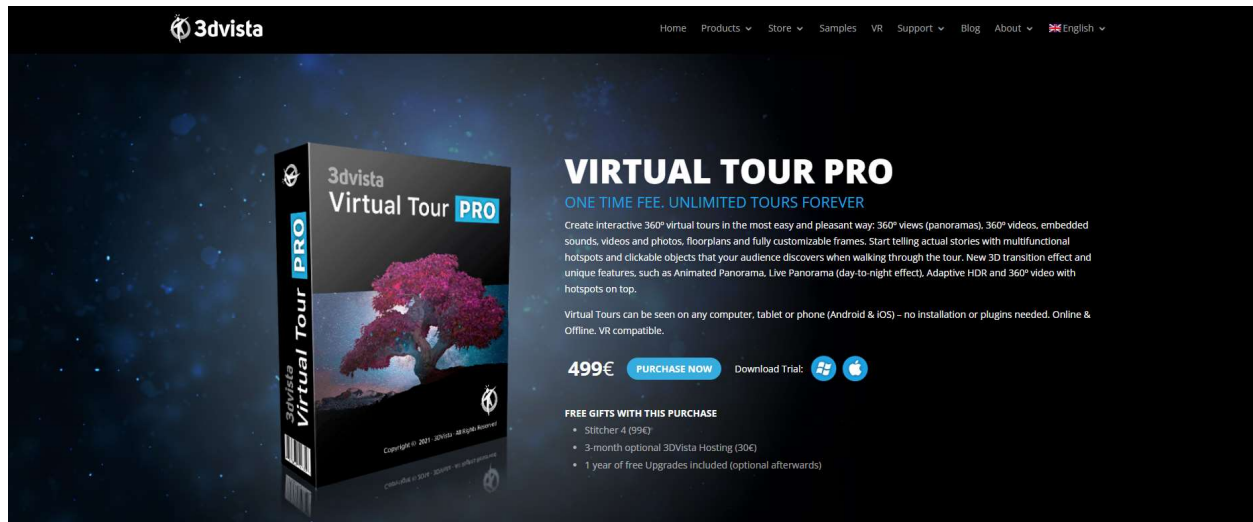 3dvista
Home Products Store Samples VR Support Blog About English
3dvista
Virtual Tour PRO
3dvista
Virtual Tour PRO
Copyright © 2021 - 3DVista - All Rights Reserved
VIRTUAL TOUR PRO
ONE TIME FEE. UNLIMITED TOURS FOREVER
Create interactive 360º virtual tours in the most easy and pleasant way: 360º views (panoramas), 360º videos, embedded
sounds, videos and photos, floorplans and fully customizable frames. Start telling actual stories with multifunctional
hotspots and clickable objects that your audience discovers when walking through the tour. New 3D transition effect and
unique features, such as Animated Panorama, Live Panorama (day-to-night effect), Adaptive HDR and 360º video with
hotspots on top.
Virtual Tours can be seen on any computer, tablet or phone (Android & iOS) – no installation or plugins needed. Online &
Offline. VR compatible.
499€ PURCHASE NOW Download Trial:
FREE GIFTS WITH THIS PURCHASE
Stitcher 4 (99€)
3-month optional 3DVista Hosting (30€)
1 year of free Upgrades included (optional afterwards)